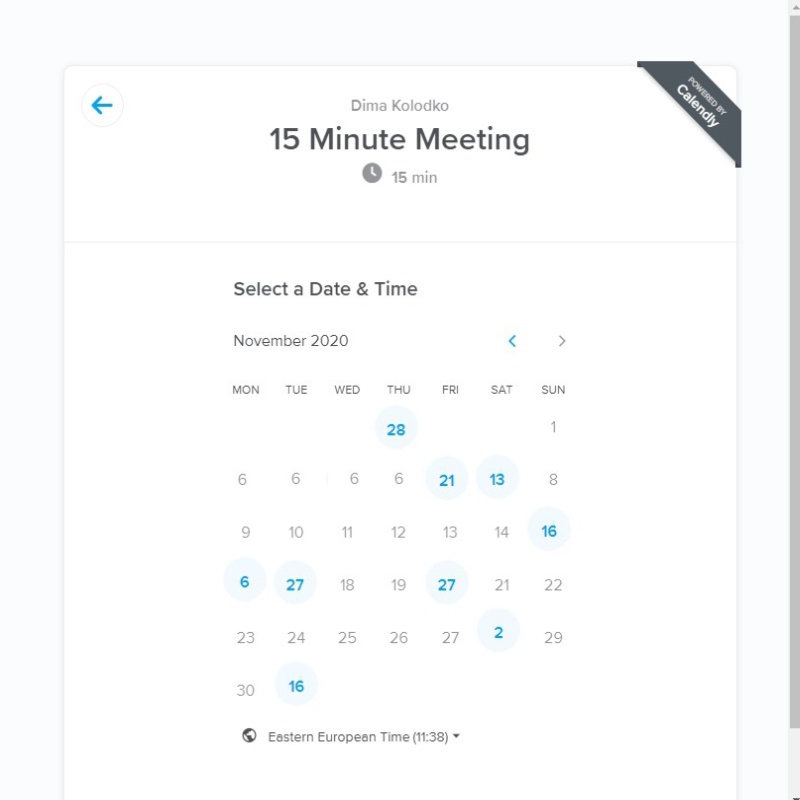 POWERED BY
Calendly
Dima Kolodko
15 Minute Meeting
15 min
Select a Date & Time
November 2020
MON TUE WED THU FRI SAT SUN
28 1
6 6 6 6 21 13 8
9 10 11 12 13 14 16
6 27 18 19 27 21 22
23 24 25 26 27 2 29
30 16
Eastern European Time (11:38)